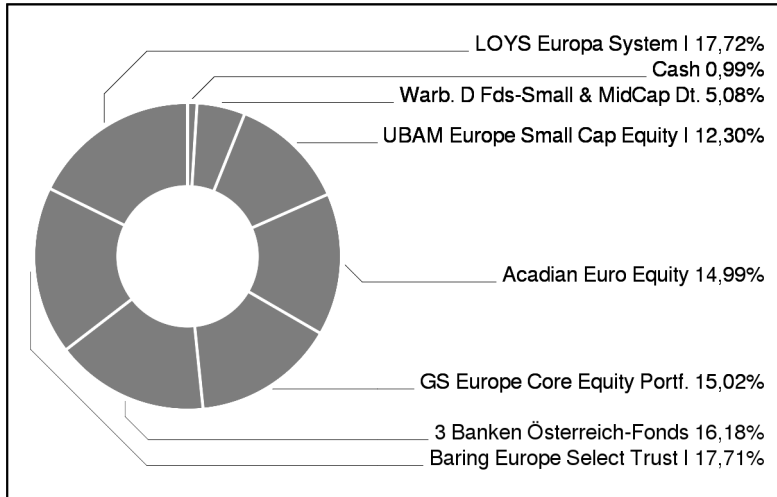 LOYS Europa System I 17,72%
Cash 0,99%
Warb. D Fds-Small & MidCap Dt. 5,08%
UBAM Europe Small Cap Equity I 12,30%
Acadian Euro Equity 14,99%
GS Europe Core Equity Portf. 15,02%
3 Banken Österreich-Fonds 16,18%
Baring Europe Select Trust I 17,71%